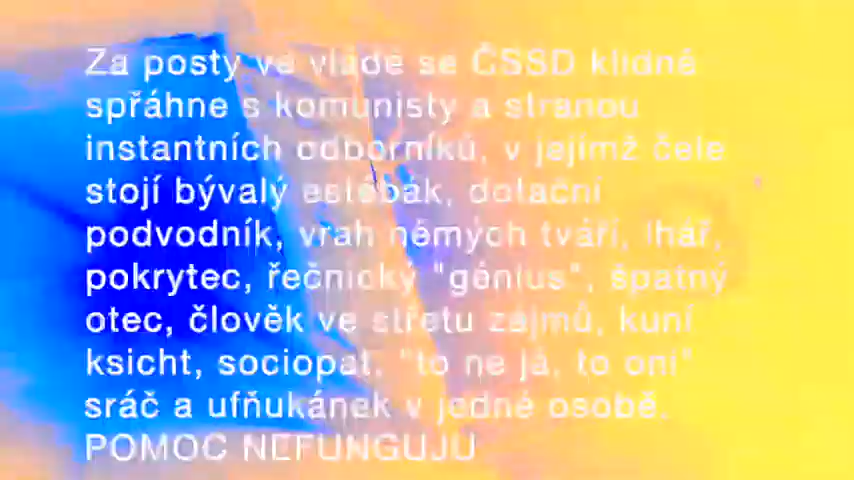 Za posty ve vládě se ČSSD klidně
spřáhne s komunisty a stranou
instantních odborníků, v jejímž čele
stojí bývalý estébák, dotační
podvodník, vrah němých tváří, lhář,
pokrytec, řečnický "génius", špatný
otec, člověk ve střetu zájmů, kuní
ksicht, sociopat, "to ne já, to oni"
sráč a ufňukánek v jedné osobě.
POMOC NEFUNGUJU